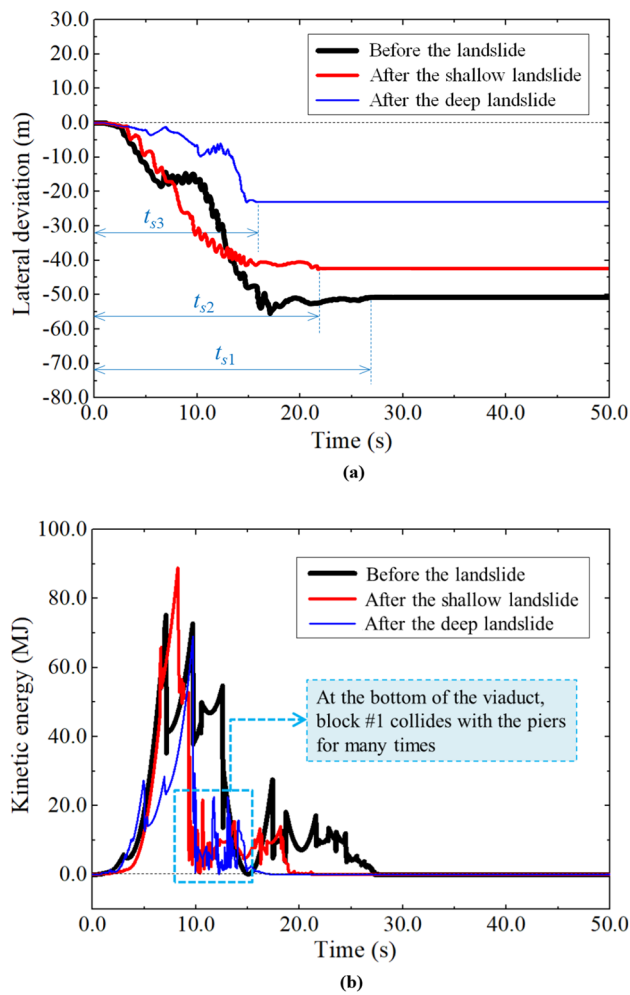 30.0
20.0
10.0
0.0
-10.0
-20.0
-30.0
-40.0
-50.0
-60.0
-70.0
-80.0
Lateral deviation (m)
Before the landslide
After the shallow landslide
After the deep landslide
ts3
ts2
ts1
0.0 10.0 20.0 30.0 40.0 50.0
Time (s)
(a)
100.0
80.0
60.0
40.0
20.0
0.0
Kinetic energy (MJ)
Before the landslide
After the shallow landslide
After the deep landslide
At the bottom of the viaduct,
block #1 collides with the piers
for many times
0.0 10.0 20.0 30.0 40.0 50.0
Time (s)
(b)